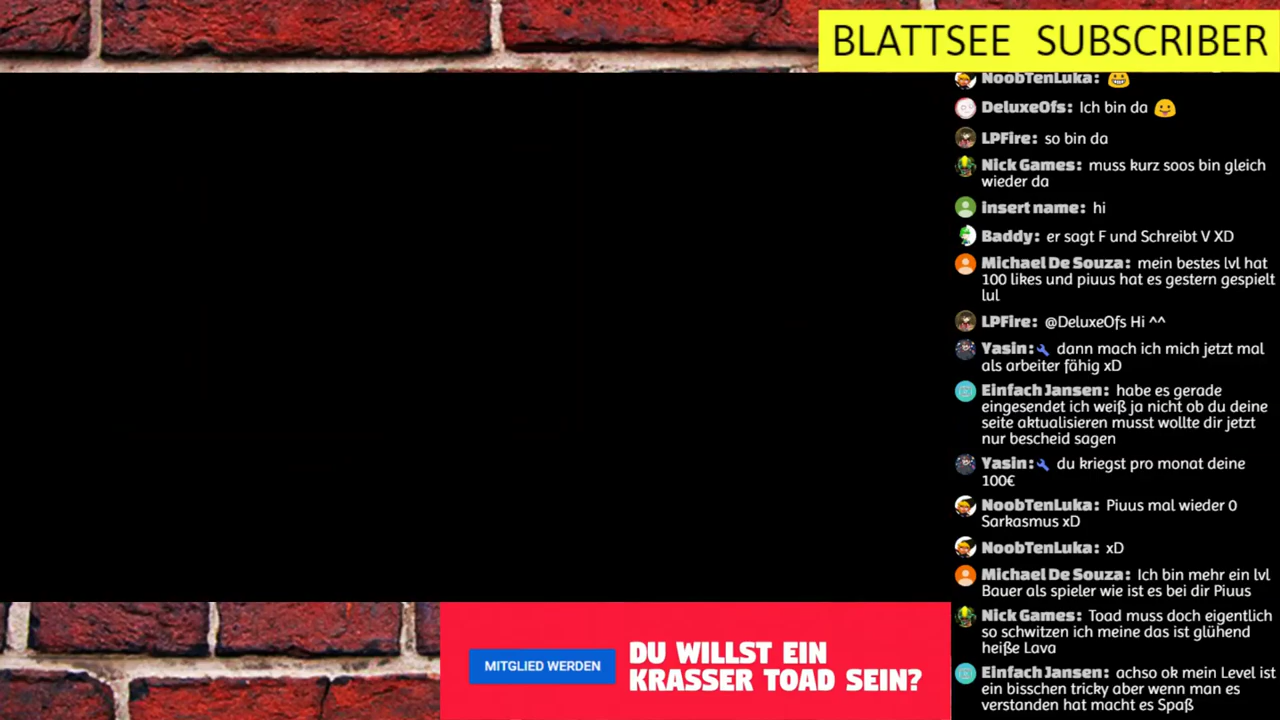 BLATTSEE SUBSCRIBER
NoobTenLuka: 😀
DeluxeOfs: Ich bin da 😛
LPFire: so bin da
Nick Games: muss kurz soos bin gleich
wieder da
insert name: hi
Baddy: er sagt F und Schreibt V XD
Michael De Souza: mein bestes lvl hat
100 likes und piuus hat es gestern gespielt
lul
LPFire: @DeluxeOfs Hi ^^
Yasin: dann mach ich mich jetzt mal
als arbeiter fähig xD
Einfach Jansen: habe es gerade
eingesendet ich weiß ja nicht ob du deine
seite aktualisieren musst wollte dir jetzt
nur bescheid sagen
Yasin: du kriegst pro monat deine
100€
NoobTenLuka: Piuus mal wieder 0
Sarkasmus xD
NoobTenLuka: xD
Michael De Souza: Ich bin mehr ein lvl
Bauer als spieler wie ist es bei dir Piuus
Nick Games: Toad muss doch eigentlich
so schwitzen ich meine das ist glühend
heiße Lava
Einfach Jansen: achso ok mein Level ist
ein bisschen tricky aber wenn man es
verstanden hat macht es Spaß
MITGLIED WERDEN
DU WILLST EIN
KRASSER TOAD SEIN?